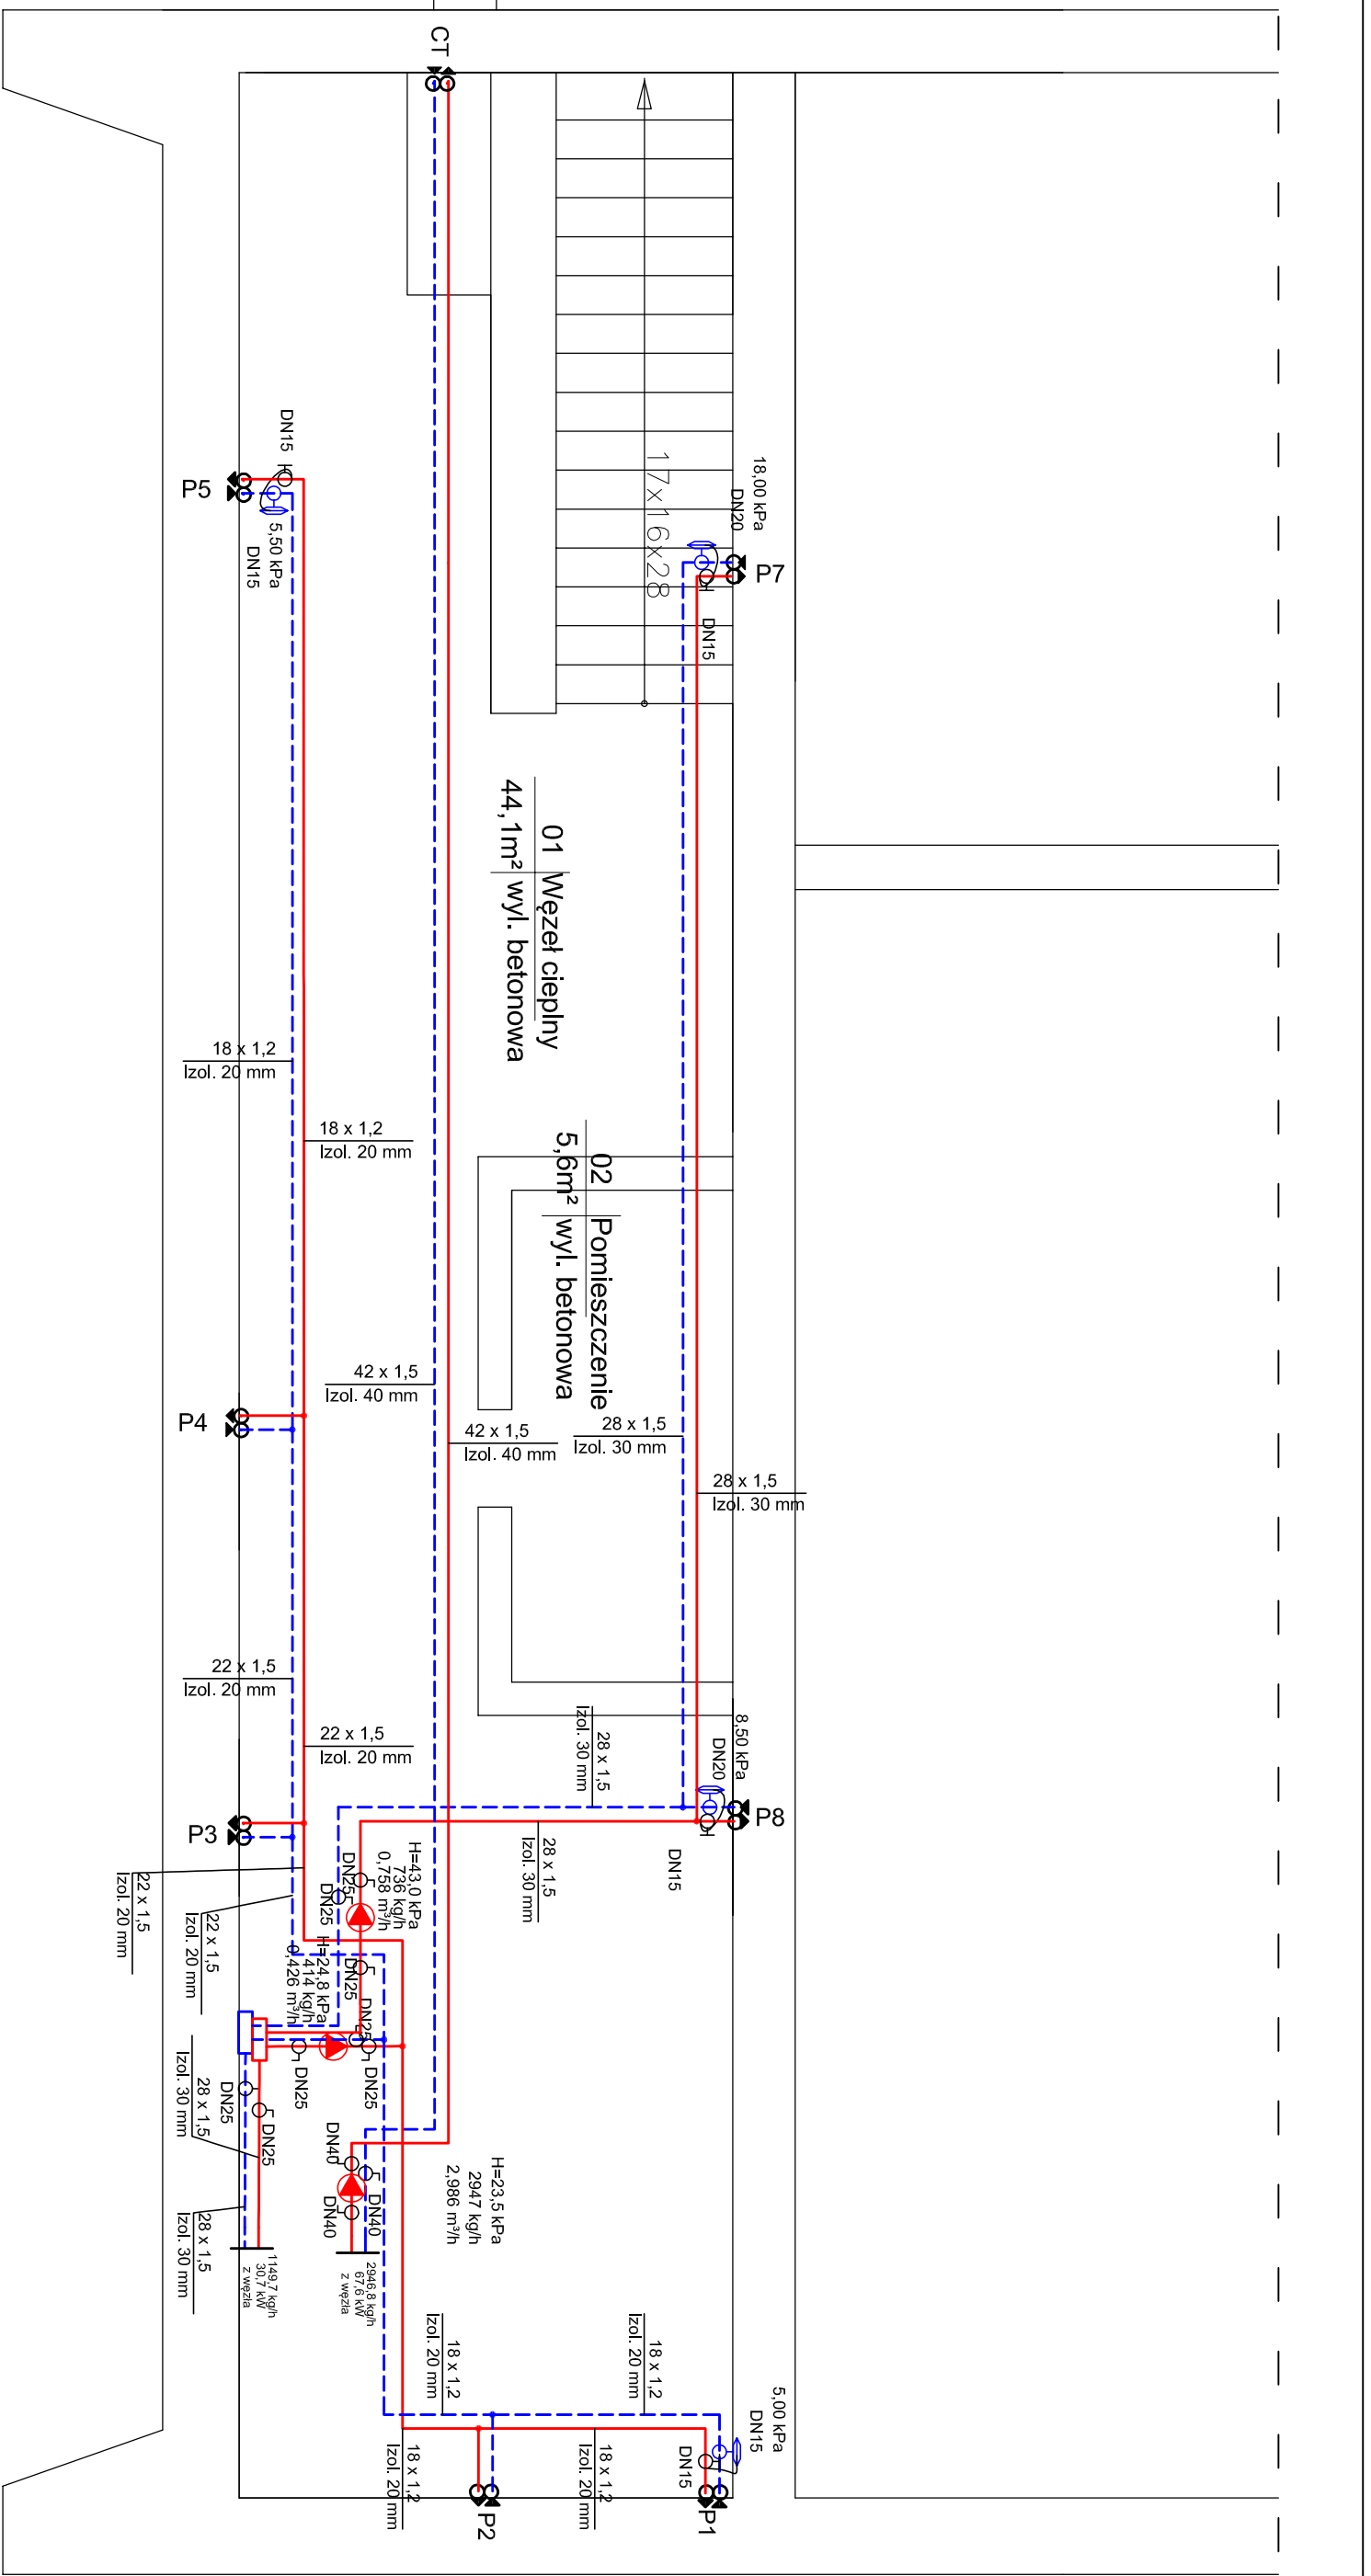 CT
18,00 kPa
DN20
P7
DN15
17x16x28
DN15
P5
5,50 kPa
DN15
01 Węzeł cieplny
44,1m² wyl. betonowa
02 Pomieszczenie
5,6m² wyl. betonowa
18 x 1,2
Izol. 20 mm
18 x 1,2
Izol. 20 mm
42 x 1,5
Izol. 40 mm
42 x 1,5
Izol. 40 mm
28 x 1,5
Izol. 30 mm
28 x 1,5
Izol. 30 mm
P4
22 x 1,5
Izol. 20 mm
22 x 1,5
Izol. 20 mm
28 x 1,5
Izol. 30 mm
8,50 kPa
DN20
P8
DN15
28 x 1,5
Izol. 30 mm
P3
22 x 1,5
Izol. 20 mm
22 x 1,5
Izol. 20 mm
H=43,0 kPa
736 kg/h
0,758 m³/h
DN25
DN25
DN25
H=24,8 kPa
414 kg/h
0,426 m³/h
DN25
DN25
DN25
28 x 1,5
Izol. 30 mm
DN25
DN25
28 x 1,5
Izol. 30 mm
1149,7 kg/h
30,7 kW
z węzła
DN40
DN40
DN40
2946,8 kg/h
67,6 kW
z węzła
H=23,5 kPa
2947 kg/h
2,986 m³/h
18 x 1,2
Izol. 20 mm
18 x 1,2
Izol. 20 mm
18 x 1,2
Izol. 20 mm
18 x 1,2
Izol. 20 mm
5,00 kPa
DN15
DN15
P2
P1